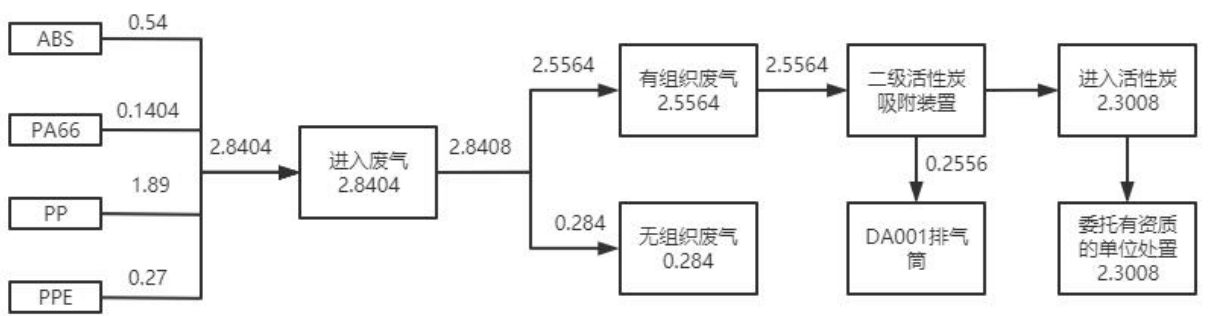 ABS
0.54
PA66
0.1404
PP
1.89
PPE
0.27
2.8404
进入废气
2.8404
2.8408
2.5564
有组织废气
2.5564
2.5564
二级活性炭
吸附装置
进入活性炭
2.3008
0.284
无组织废气
0.284
0.2556
DA001排气
筒
委托有资质
的单位处置
2.3008